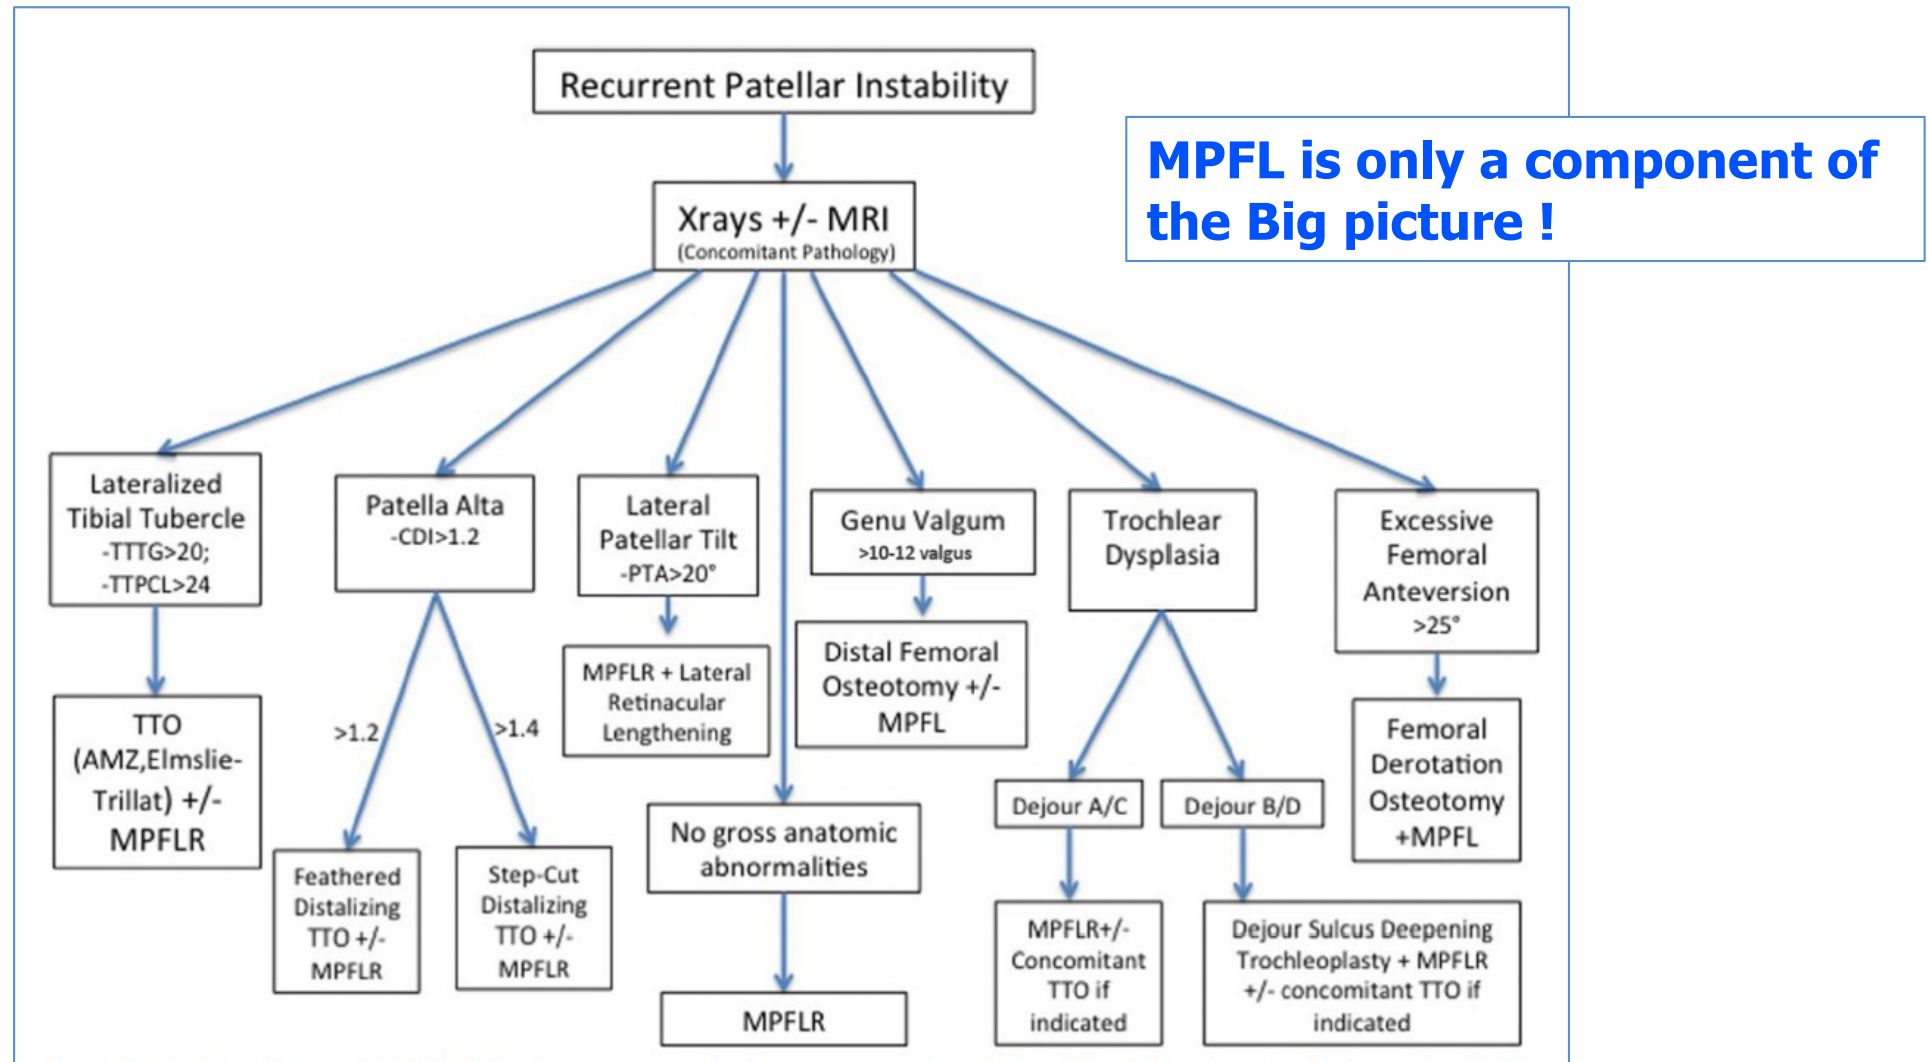 Recurrent Patellar Instability
MPFL is only a component of
the Big picture !
Xrays +/- MRI
(Concomitant Pathology)
Lateralized
Tibial Tubercle
-TTTG>20;
-TTPCL>24
Patella Alta
-CDI>1.2
Lateral
Patellar Tilt
-PTA>20°
Genu Valgum
>10-12 valgus
Trochlear
Dysplasia
Excessive
Femoral
Anteversion
>25°
TTO
(AMZ,Elmslie-
Trillat) +/-
MPFLR
>1.2
>1.4
MPFLR + Lateral
Retinacular
Lengthening
Distal Femoral
Osteotomy +/-
MPFL
Dejour A/C
Dejour B/D
Femoral
Derotation
Osteotomy
+MPFL
Feathered
Distalizing
TTO +/-
MPFLR
Step-Cut
Distalizing
TTO +/-
MPFLR
No gross anatomic
abnormalities
MPFLR
MPFLR+/-
Concomitant
TTO if
indicated
Dejour Sulcus Deepening
Trochleoplasty + MPFLR
+/- concomitant TTO if
indicated